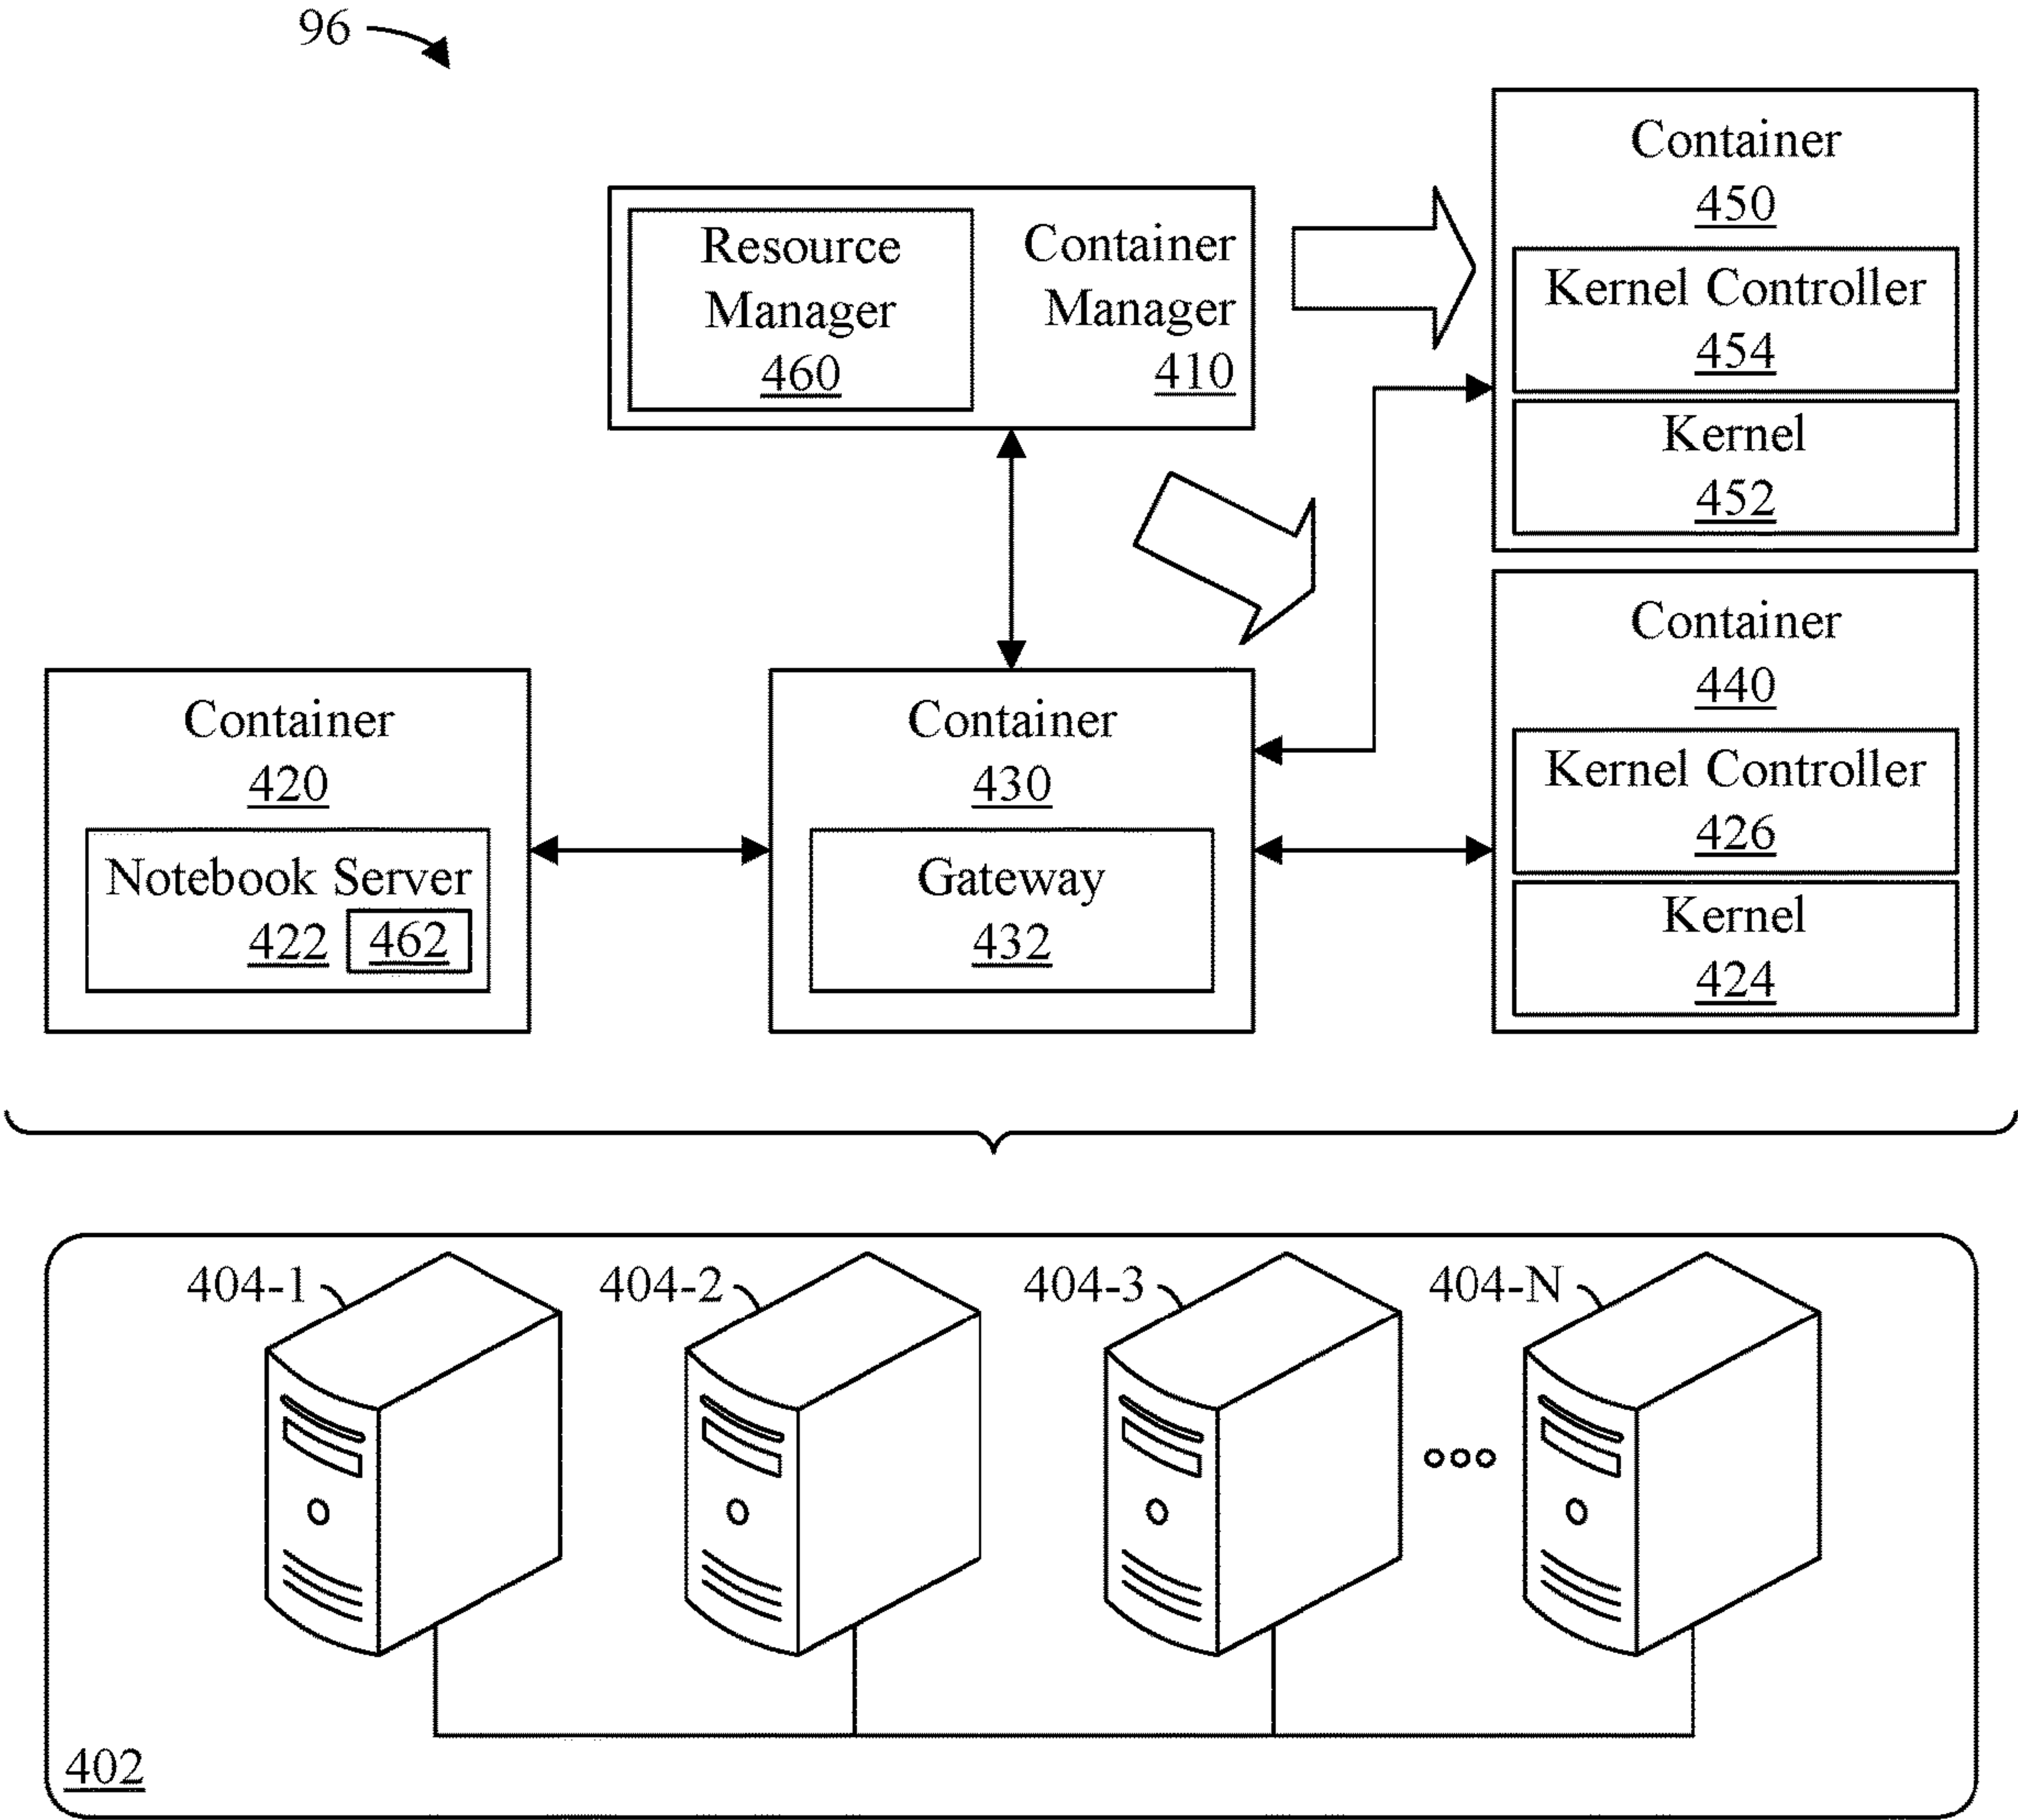 96
Container
450
Kernel Controller
454
Kernel
452
Resource
Manager
460
Container
Manager
410
Container
440
Kernel Controller
426
Kernel
424
Container
420
Notebook Server
422
462
Container
430
Gateway
432
404-1
404-2
404-3
404-N
402